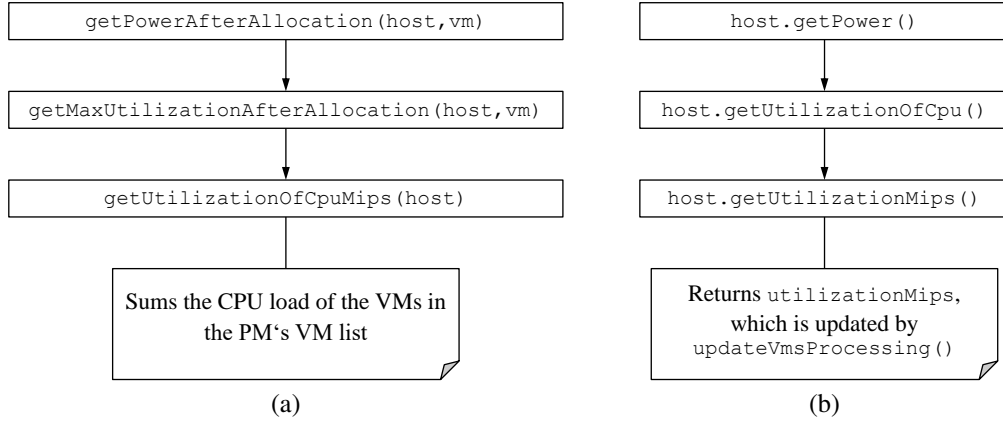 getPowerAfterAllocation(host,vm)
getMaxUtilizationAfterAllocation(host,vm)
getUtilizationOfCpuMips(host)
Sums the CPU load of the VMs in
the PM‘s VM list
(a)
host.getPower()
host.getUtilizationOfCpu()
host.getUtilizationMips()
Returns utilizationMips,
which is updated by
updateVmsProcessing()
(b)